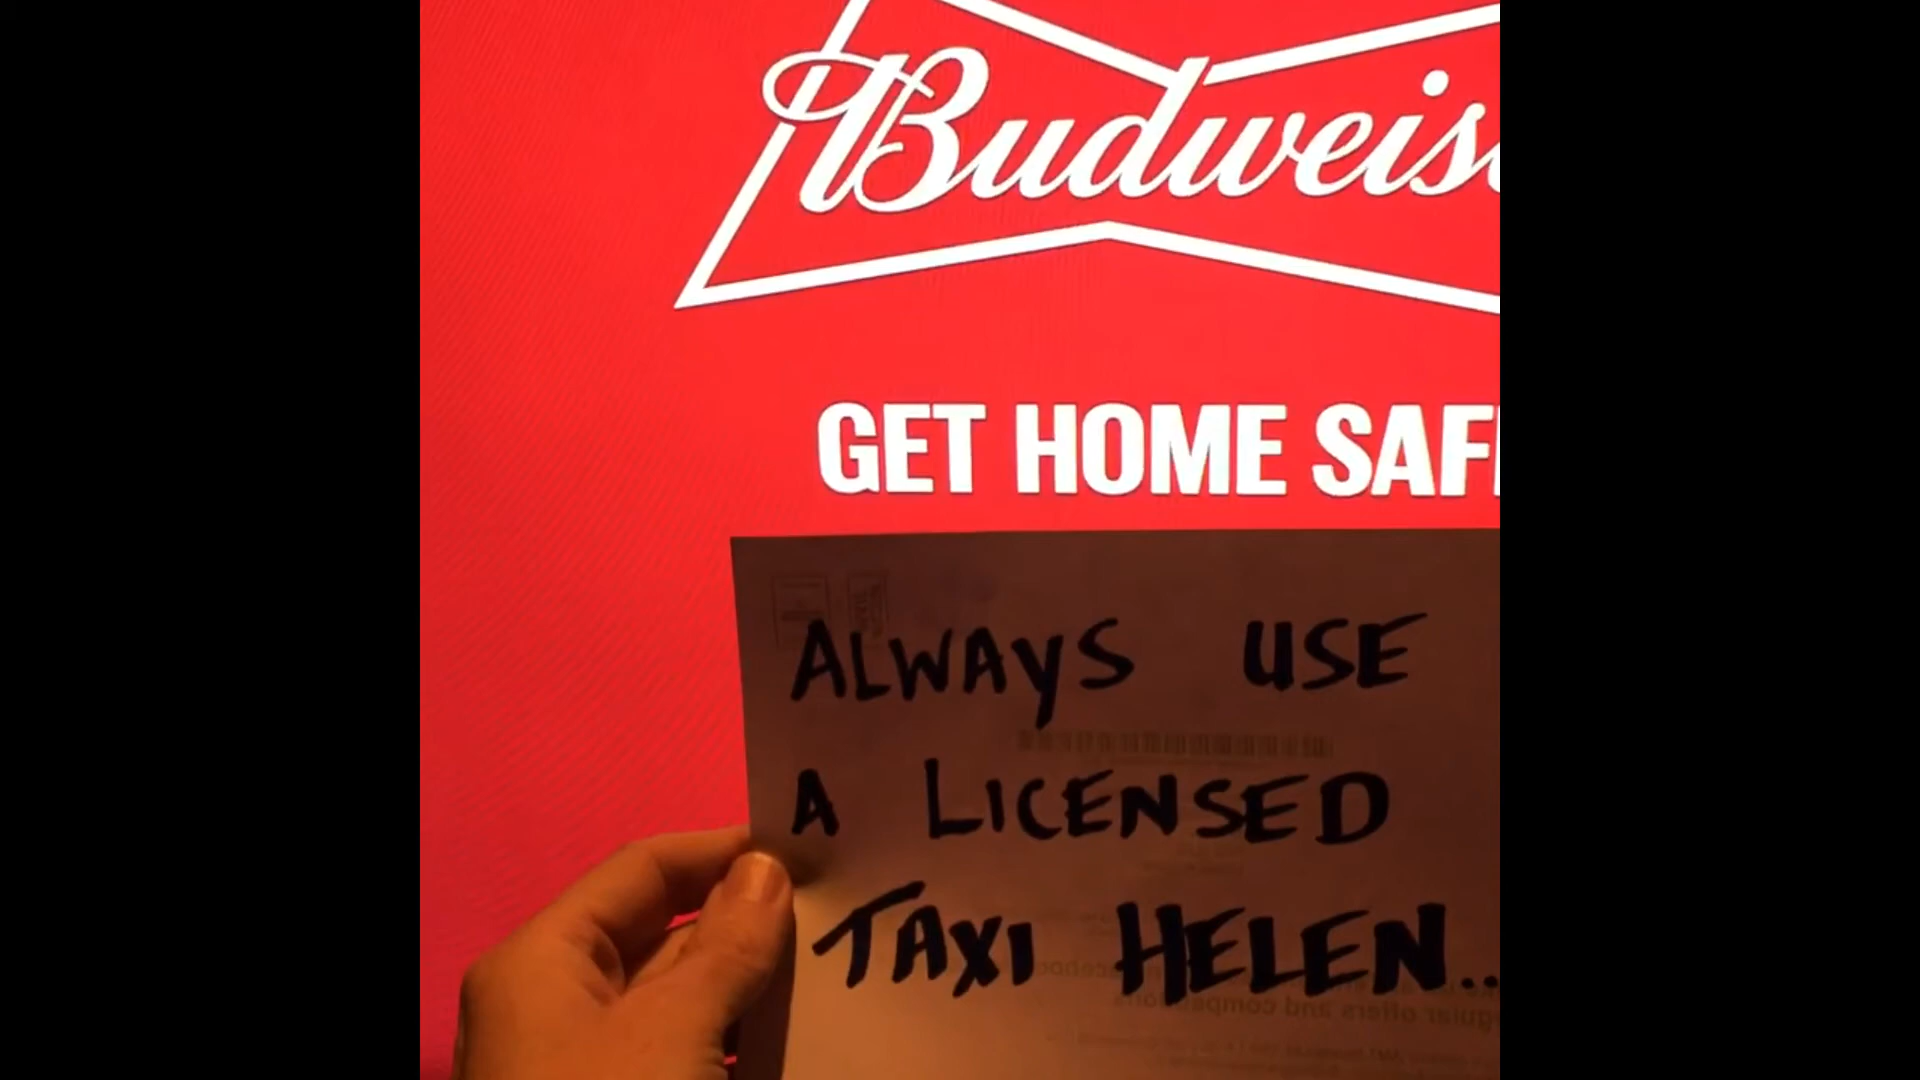 Budweis
GET HOME SAF
ALWAYS USE
A LICENSED
TAXI HELEN..